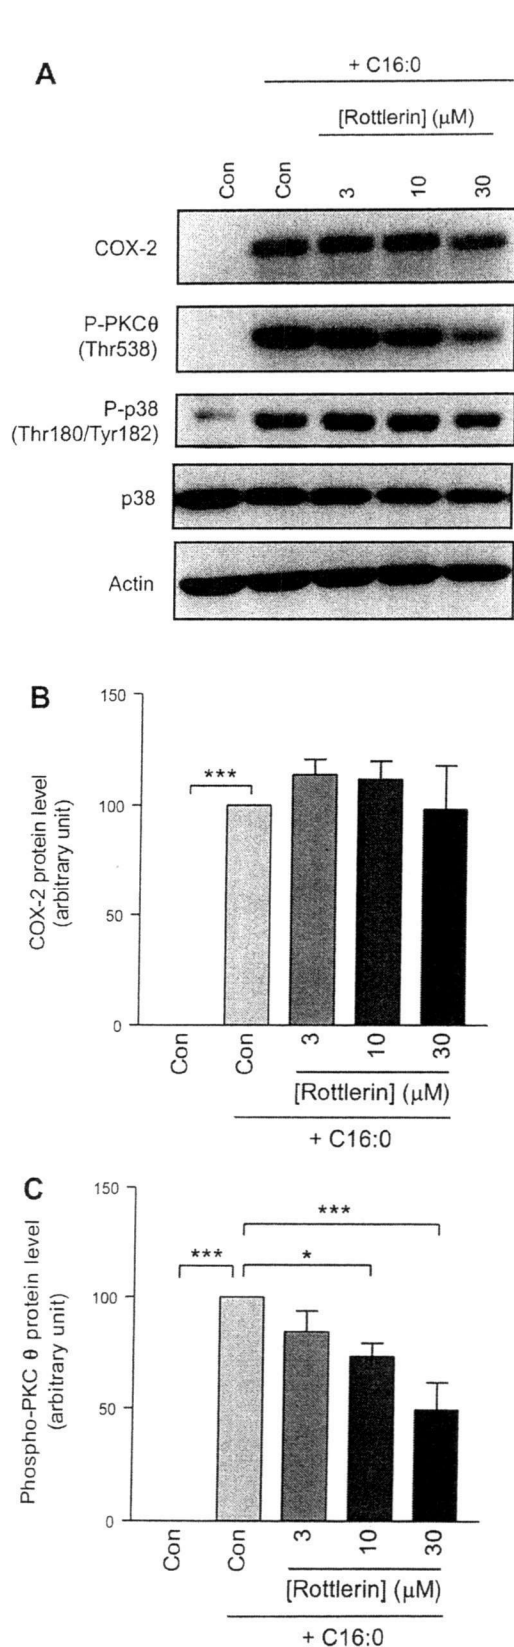 A
+ C16:0
[Rottlerin] (μM)
Con Con 3 10 30
COX-2
P-PKCθ
(Thr538)
P-p38
(Thr180/Tyr182)
p38
Actin
B
COX-2 protein level
(arbitrary unit)
150
100
50
0
***
Con Con 3 10 30
[Rottlerin] (μM)
+ C16:0
C
Phospho-PKC θ protein level
(arbitrary unit)
150
100
50
0
***
***
*
Con Con 3 10 30
[Rottlerin] (μM)
+ C16:0